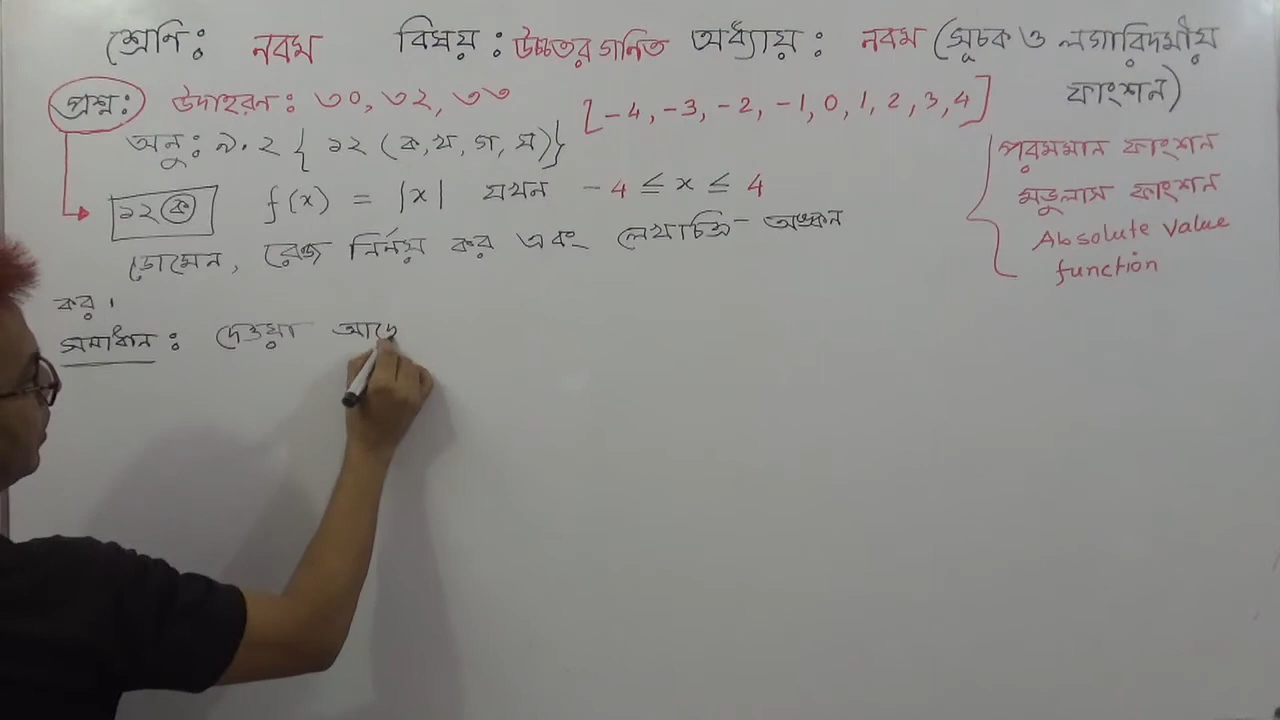 শ্রেণি : নবম বিষয় : উচ্চতর গণিত অধ্যায় : নবম (সূচক ও লগারিদমীয় ফাংশন)
প্রশ্ন : উদাহরন : ৩০, ৩২, ৩৩ [-4, -3, -2, -1, 0, 1, 2, 3, 4]
অনু : ৯.২ { ১২ (ক, খ, গ, ঘ)}
১২ ক f(x) = |x| যখন -4 ≤ x ≤ 4
ডোমেন, রেঞ্জ নির্নয় কর এবং লেখচিত্র অঙ্কন
কর।
সমাধান : দেওয়া আছে
পরমমান ফাংশন
মডুলাস ফাংশন
Absolute value
function